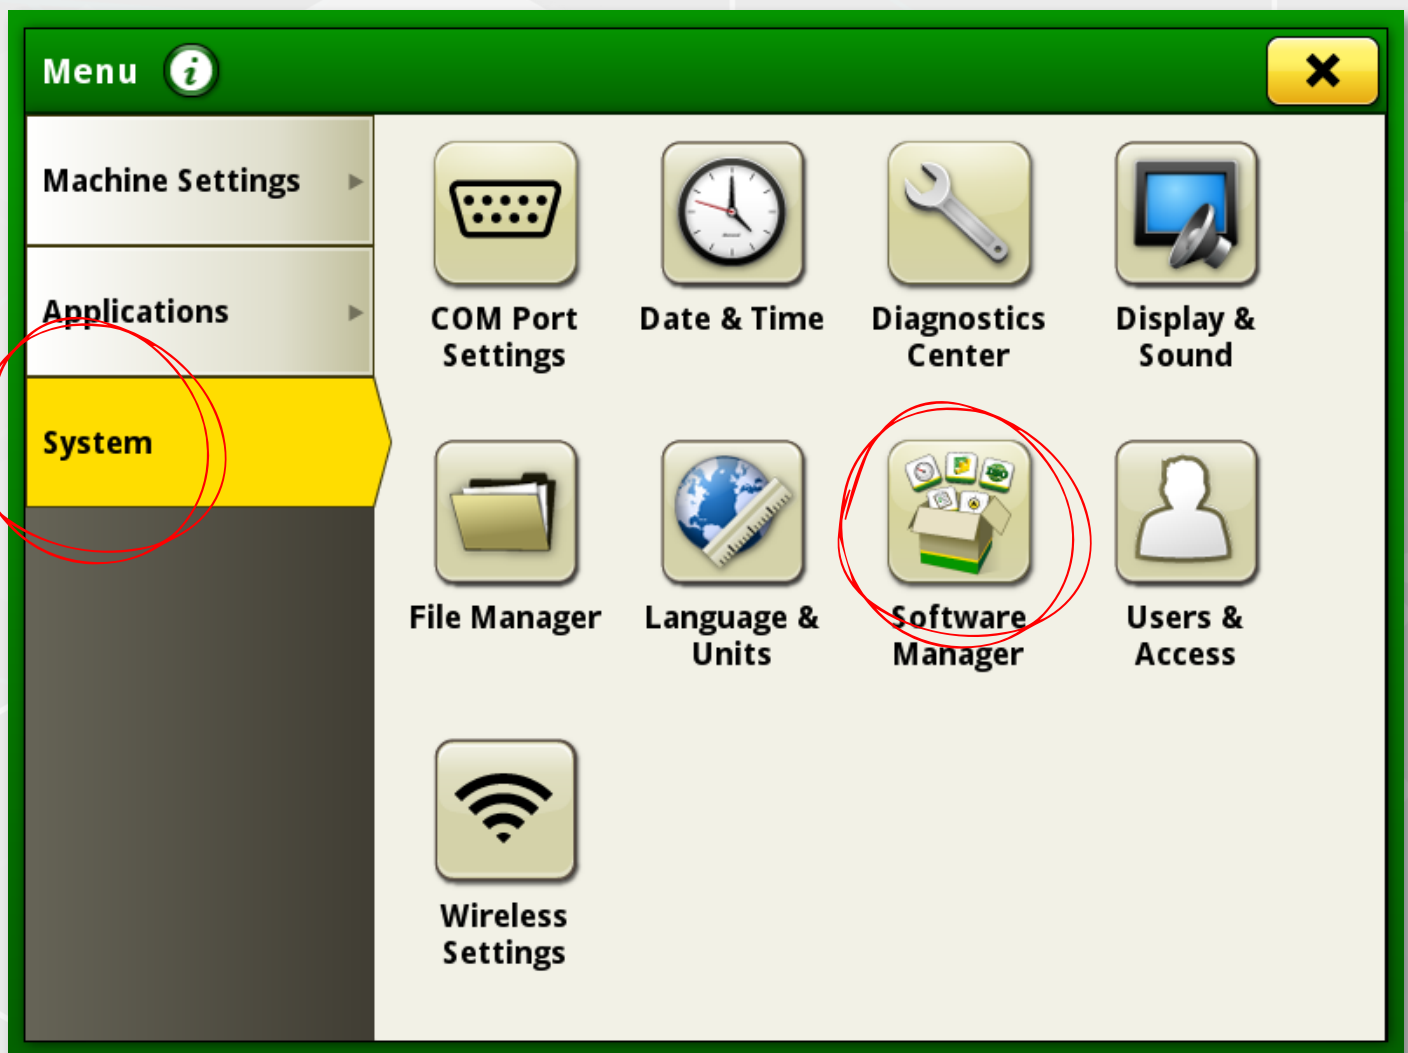 Menu
Machine Settings
Applications
System
COM Port
Settings
Date & Time
Diagnostics
Center
Display &
Sound
File Manager
Language &
Units
Software
Manager
Users &
Access
Wireless
Settings